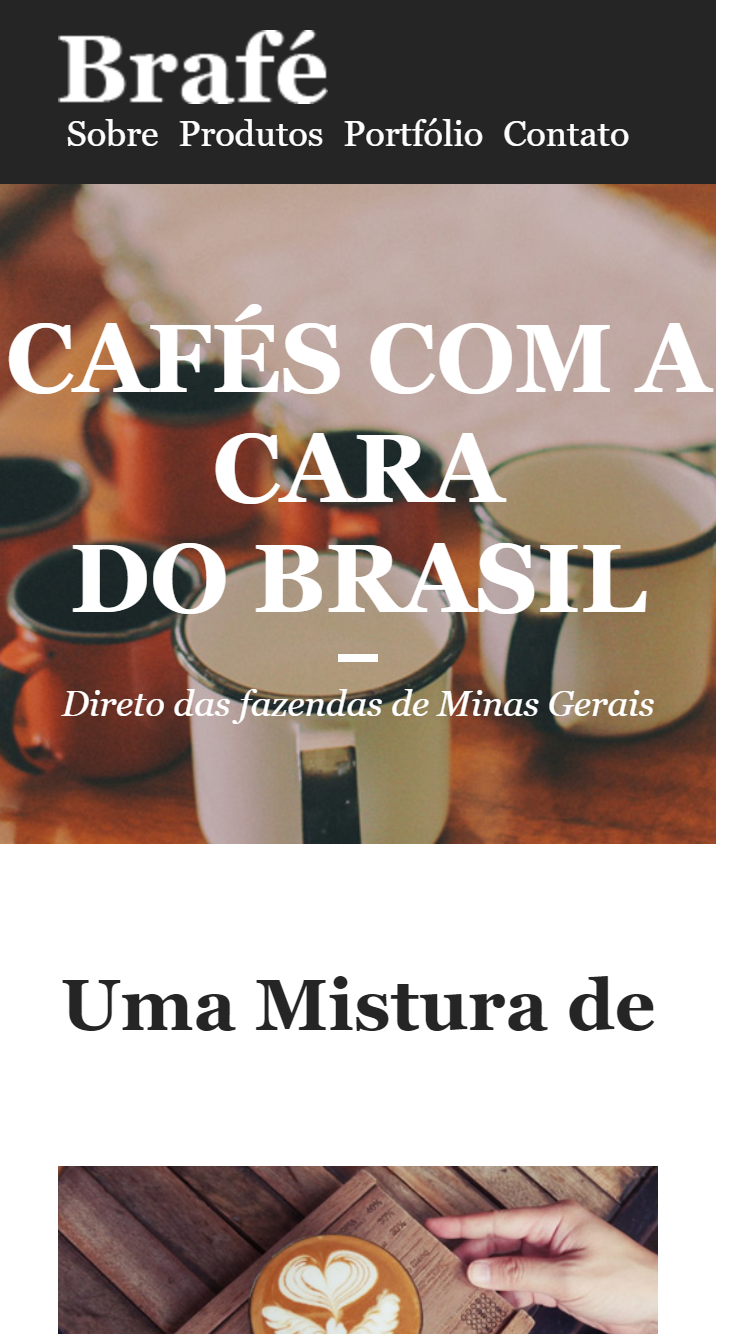 Brafé
Sobre Produtos Portfólio Contato
CAFÉS COM A
CARA
DO BRASIL
Direto das fazendas de Minas Gerais
Uma Mistura de